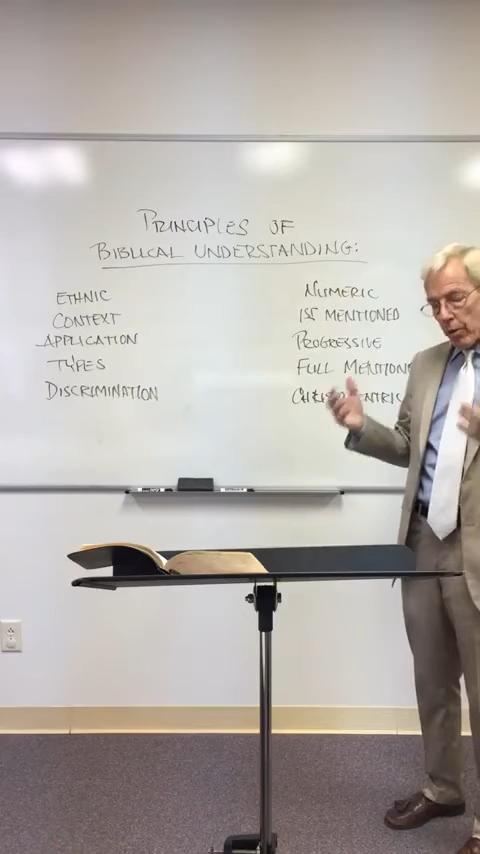 PRINCIPLES OF
BIBLICAL UNDERSTANDING:
ETHNIC
CONTEXT
APPLICATION
TYPES
DISCRIMINATION
NUMERIC
1ST MENTIONED
PROGRESSIVE
FULL MENTION